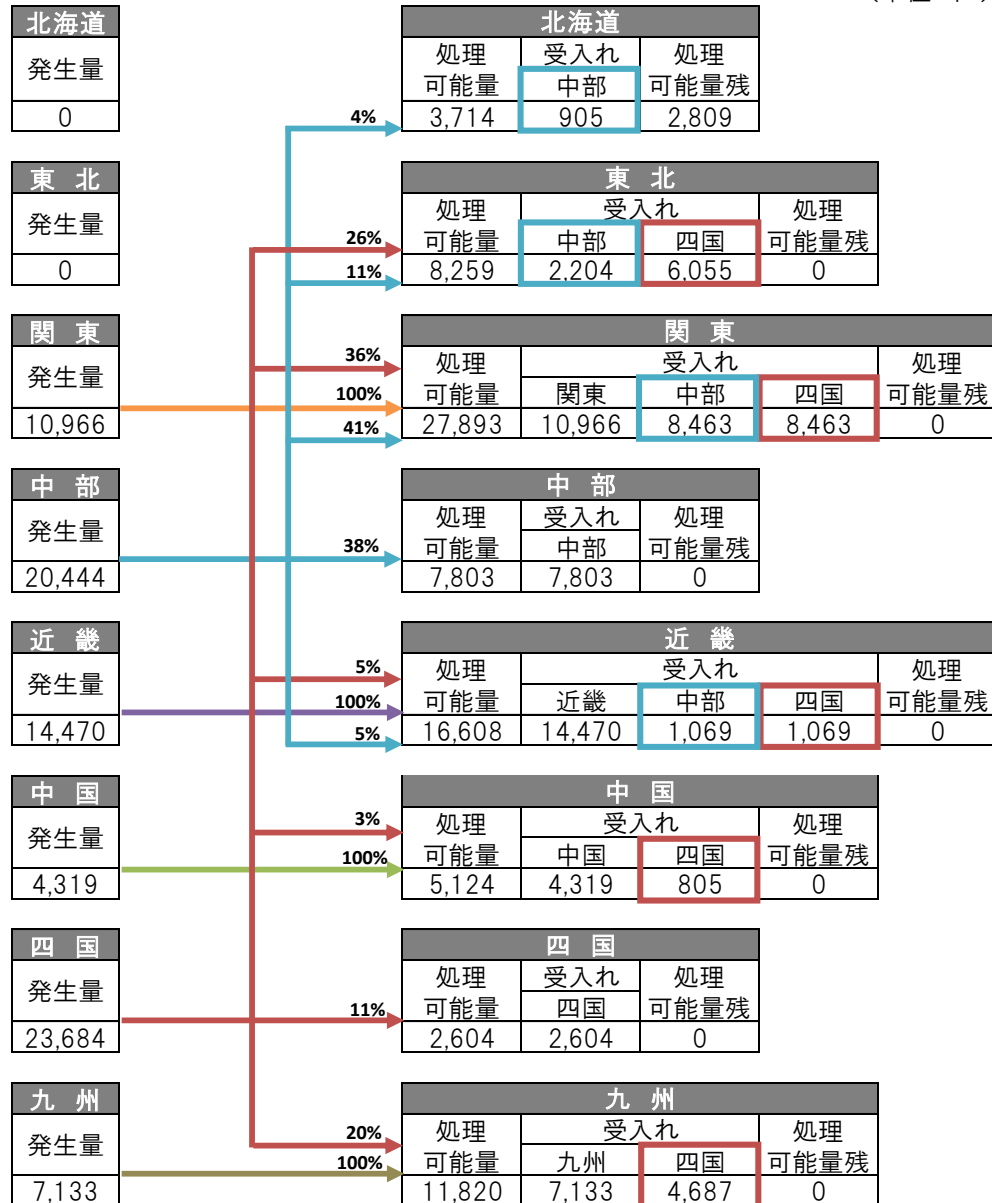 北海道
発生量
0
北海道
処理 受入れ 処理
可能量 中部 可能量残
3,714 905 2,809
4%
東 北
発生量
0
東 北
処理 受入れ 処理
可能量 中部 四国 可能量残
8,259 2,204 6,055 0
26%
11%
関 東
発生量
10,966
関 東
処理 受入れ 処理
可能量 関東 中部 四国 可能量残
27,893 10,966 8,463 8,463 0
36%
100%
41%
中 部
発生量
20,444
中 部
処理 受入れ 処理
可能量 中部 可能量残
7,803 7,803 0
38%
近 畿
発生量
14,470
近 畿
処理 受入れ 処理
可能量 近畿 中部 四国 可能量残
16,608 14,470 1,069 1,069 0
5%
100%
5%
中 国
発生量
4,319
中 国
処理 受入れ 処理
可能量 中国 四国 可能量残
5,124 4,319 805 0
3%
100%
四 国
発生量
23,684
四 国
処理 受入れ 処理
可能量 四国 可能量残
2,604 2,604 0
11%
九 州
発生量
7,133
九 州
処理 受入れ 処理
可能量 九州 四国 可能量残
11,820 7,133 4,687 0
20%
100%